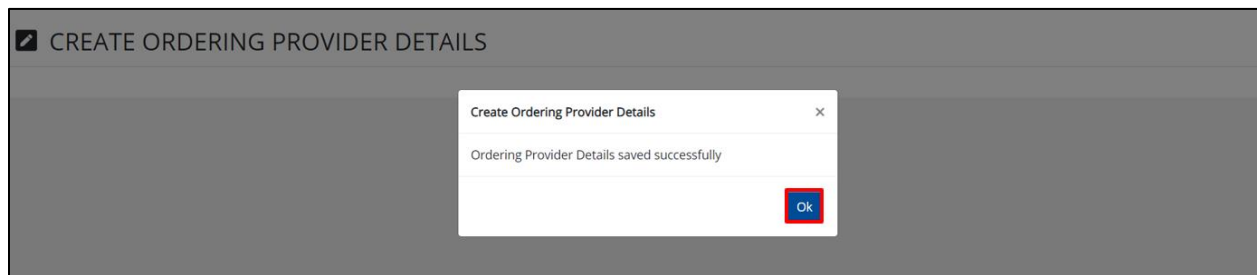 CREATE ORDERING PROVIDER DETAILS
Create Ordering Provider Details ×
Ordering Provider Details saved successfully
Ok